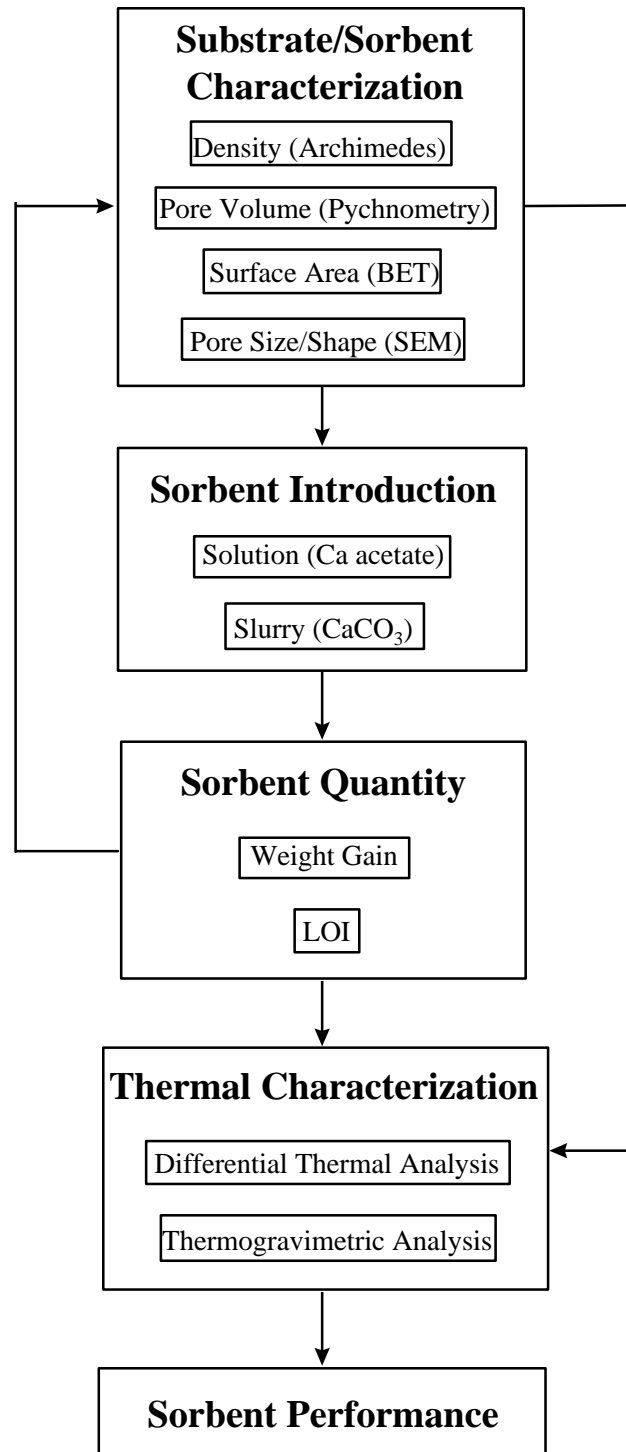 Substrate/Sorbent
Characterization
Density (Archimedes)
Pore Volume (Pychnometry)
Surface Area (BET)
Pore Size/Shape (SEM)
Sorbent Introduction
Solution (Ca acetate)
Slurry (CaCO₃)
Sorbent Quantity
Weight Gain
LOI
Thermal Characterization
Differential Thermal Analysis
Thermogravimetric Analysis
Sorbent Performance